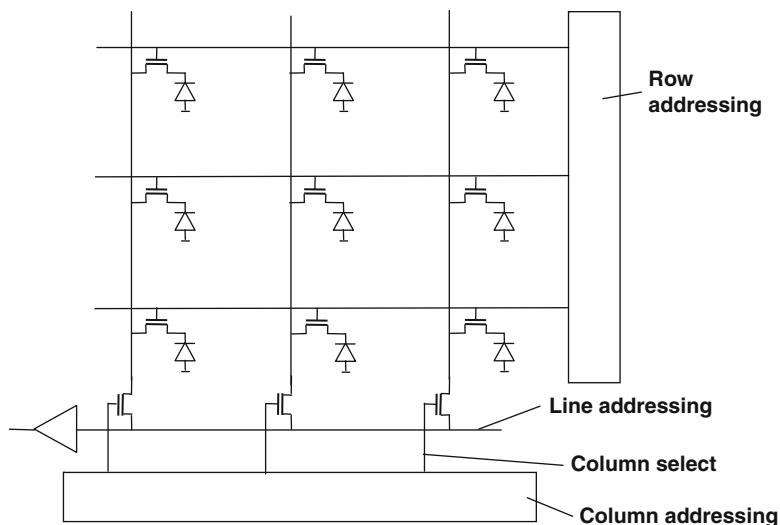 Row
addressing
Line addressing
Column select
Column addressing